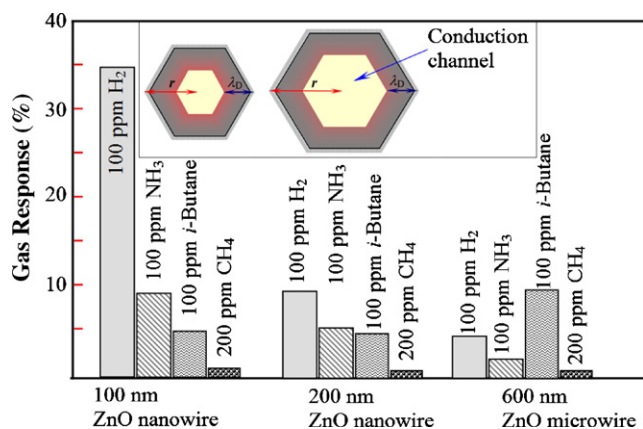 40
30
20
10
Gas Response (%)
r
λD
r
λD
Conduction
channel
100 ppm H2
100 ppm NH3
100 ppm i-Butane
200 ppm CH4
100 ppm H2
100 ppm NH3
100 ppm i-Butane
200 ppm CH4
100 ppm H2
100 ppm NH3
100 ppm i-Butane
200 ppm CH4
100 nm
ZnO nanowire
200 nm
ZnO nanowire
600 nm
ZnO microwire